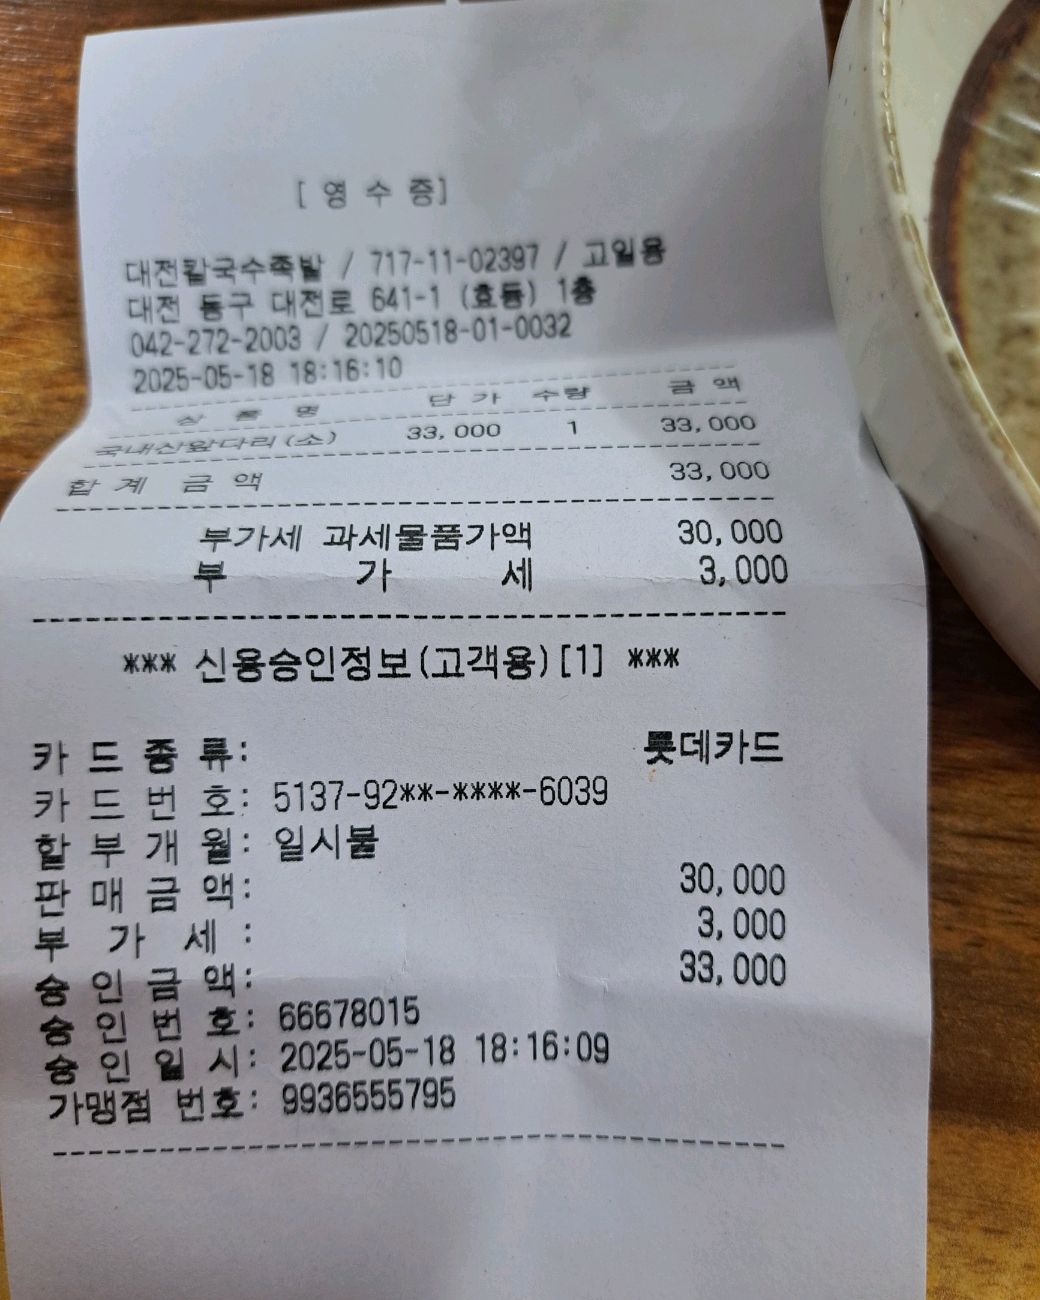 [ 영 수 증]
대전칼국수족발 / 717-11-02397 / 고일용
대전 동구 대전로 641-1 (효동) 1층
042-272-2003 / 20250518-01-0032
2025-05-18 18:16:10
상 품 명 단 가 수량 금 액
국내산앞다리(소) 33,000 1 33,000
합 계 금 액 33,000
부가세 과세물품가액 30,000
부 가 세 3,000
*** 신용승인정보(고객용)[1] ***
카 드 종 류: 롯데카드
카 드 번 호: 5137-92**-****-6039
할 부 개 월: 일시불
판 매 금 액: 30,000
부 가 세 : 3,000
승 인 금 액: 33,000
승 인 번 호: 66678015
승 인 일 시: 2025-05-18 18:16:09
가맹점 번호: 9936555795